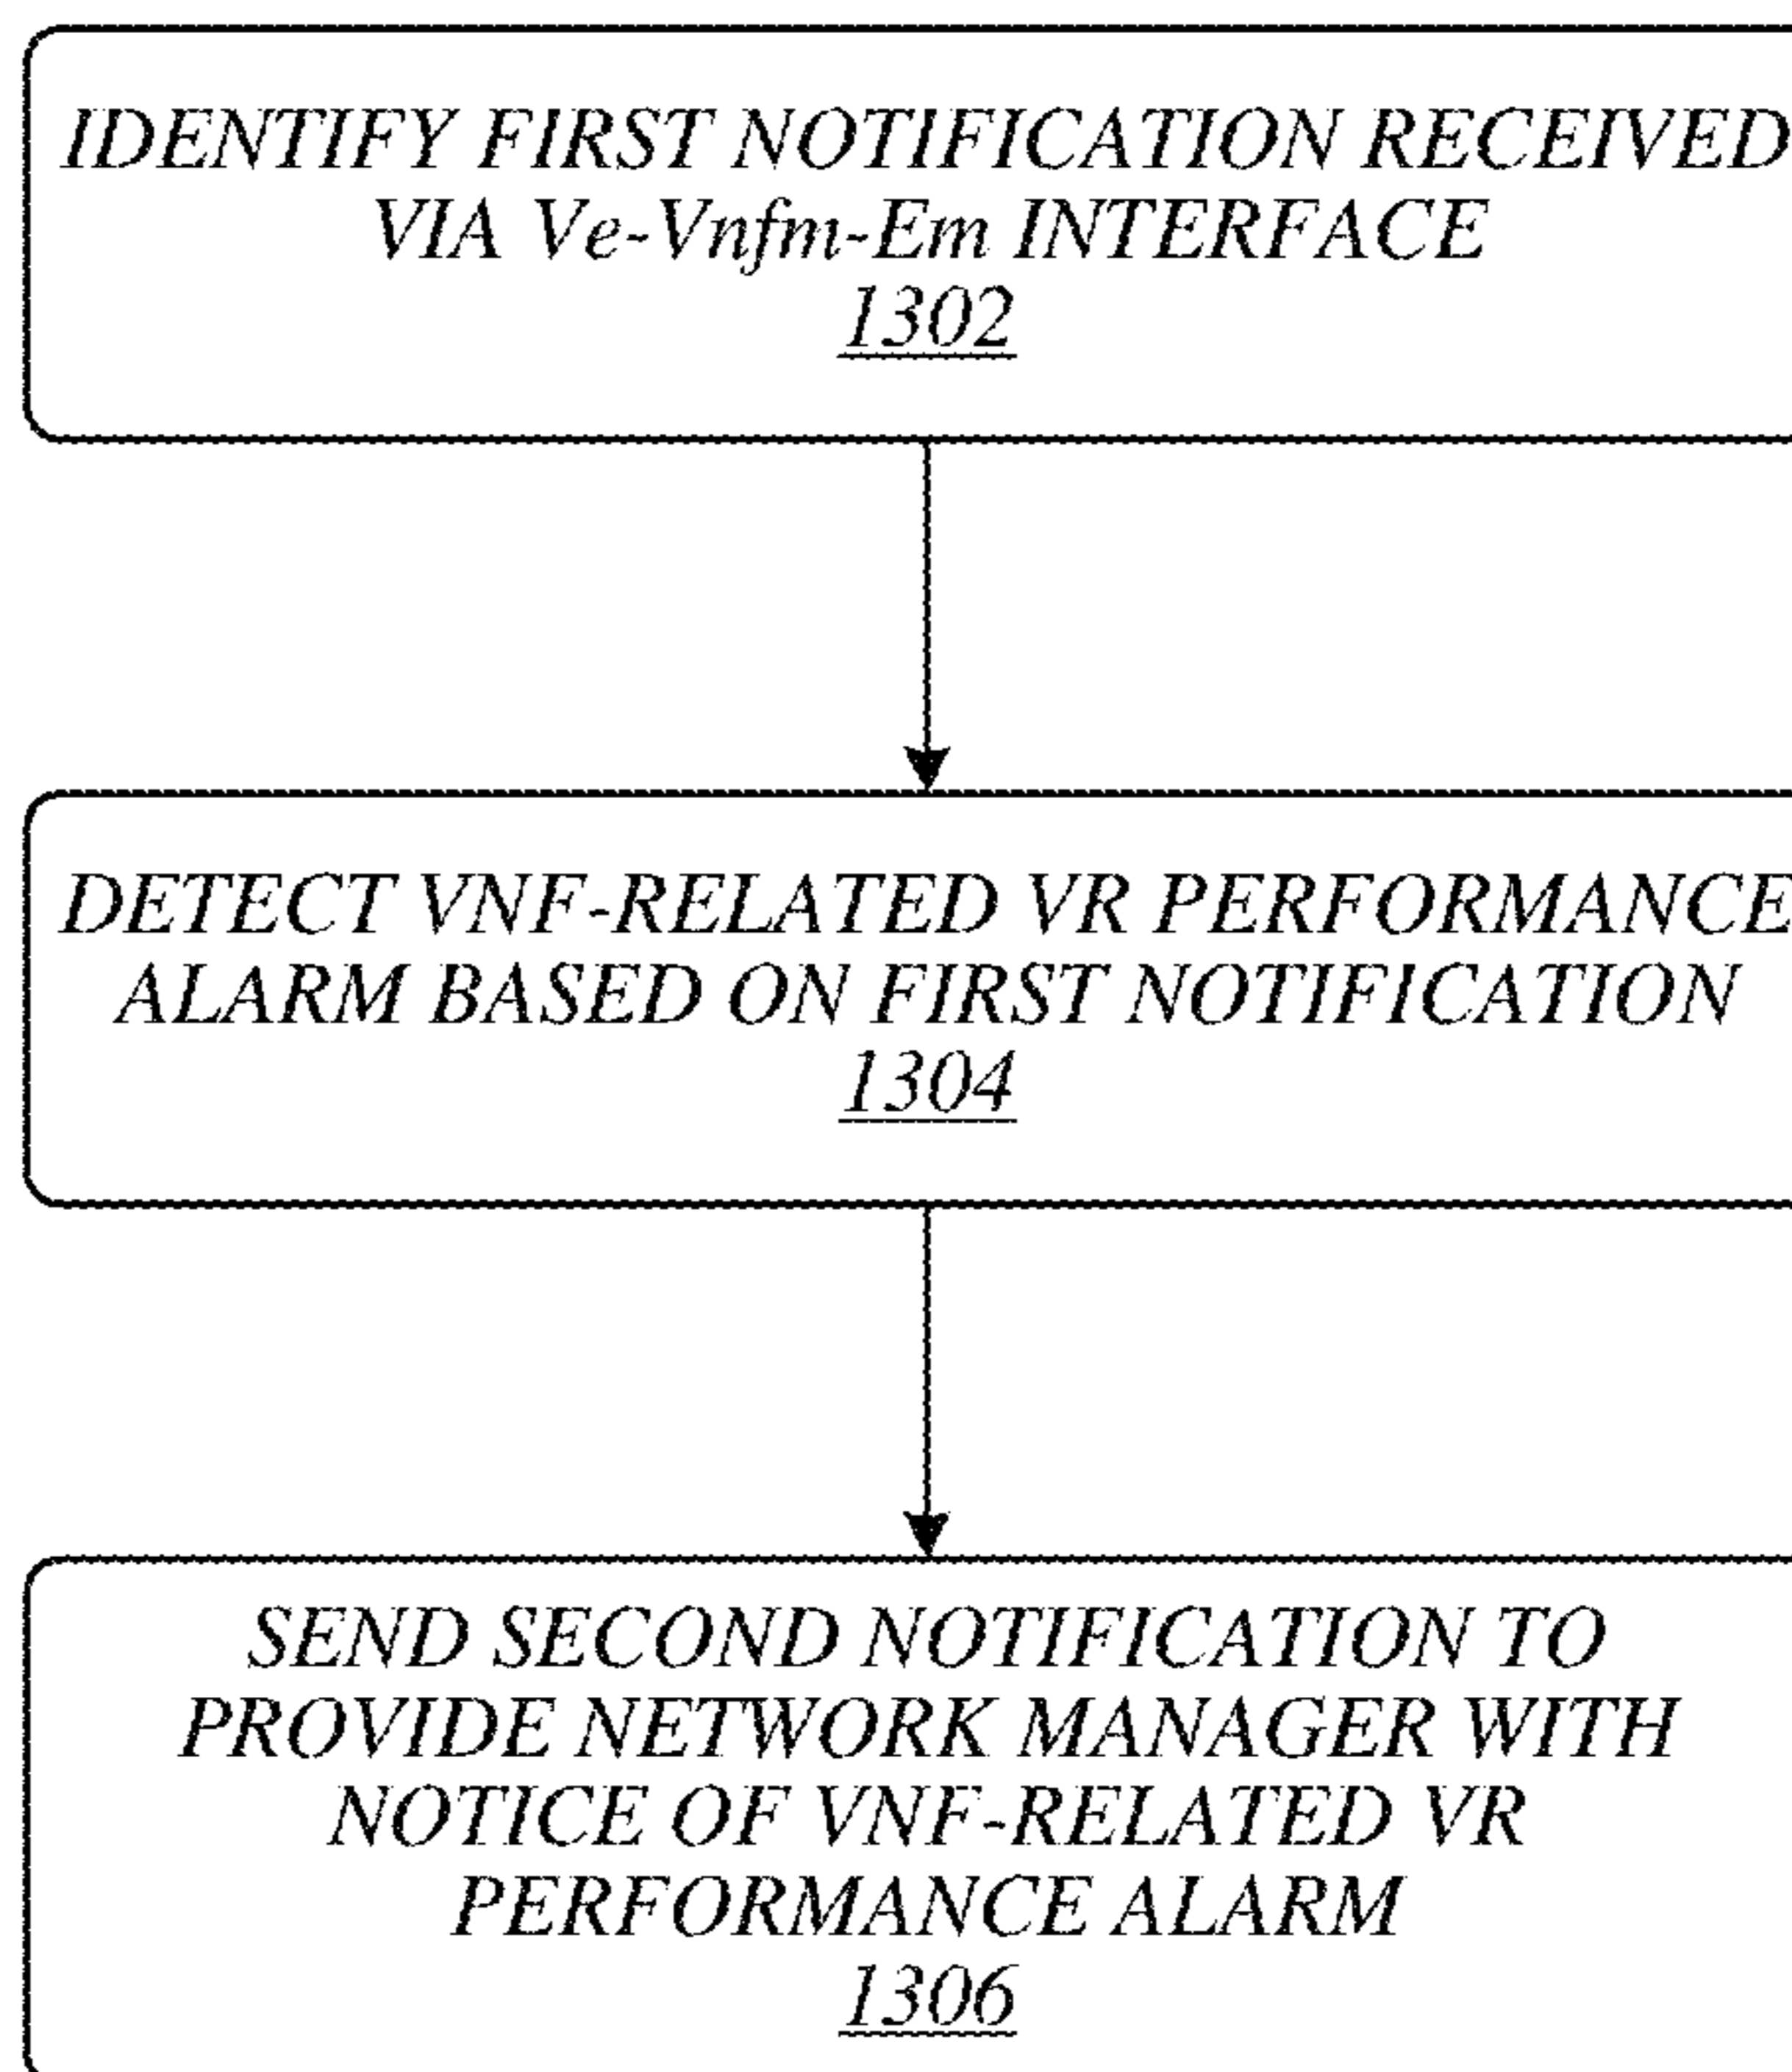 IDENTIFY FIRST NOTIFICATION RECEIVED
VIA Ve-Vnfm-Em INTERFACE
1302
DETECT VNF-RELATED VR PERFORMANCE
ALARM BASED ON FIRST NOTIFICATION
1304
SEND SECOND NOTIFICATION TO
PROVIDE NETWORK MANAGER WITH
NOTICE OF VNF-RELATED VR
PERFORMANCE ALARM
1306